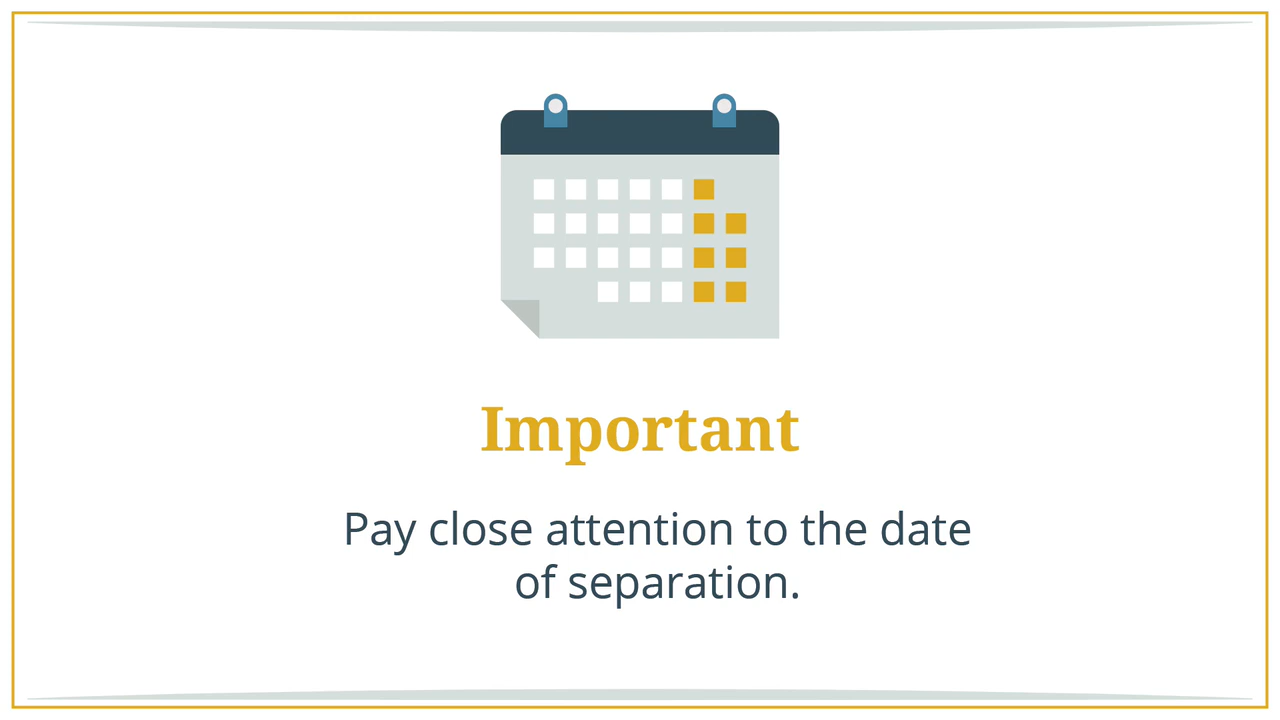 Important
Pay close attention to the date
of separation.